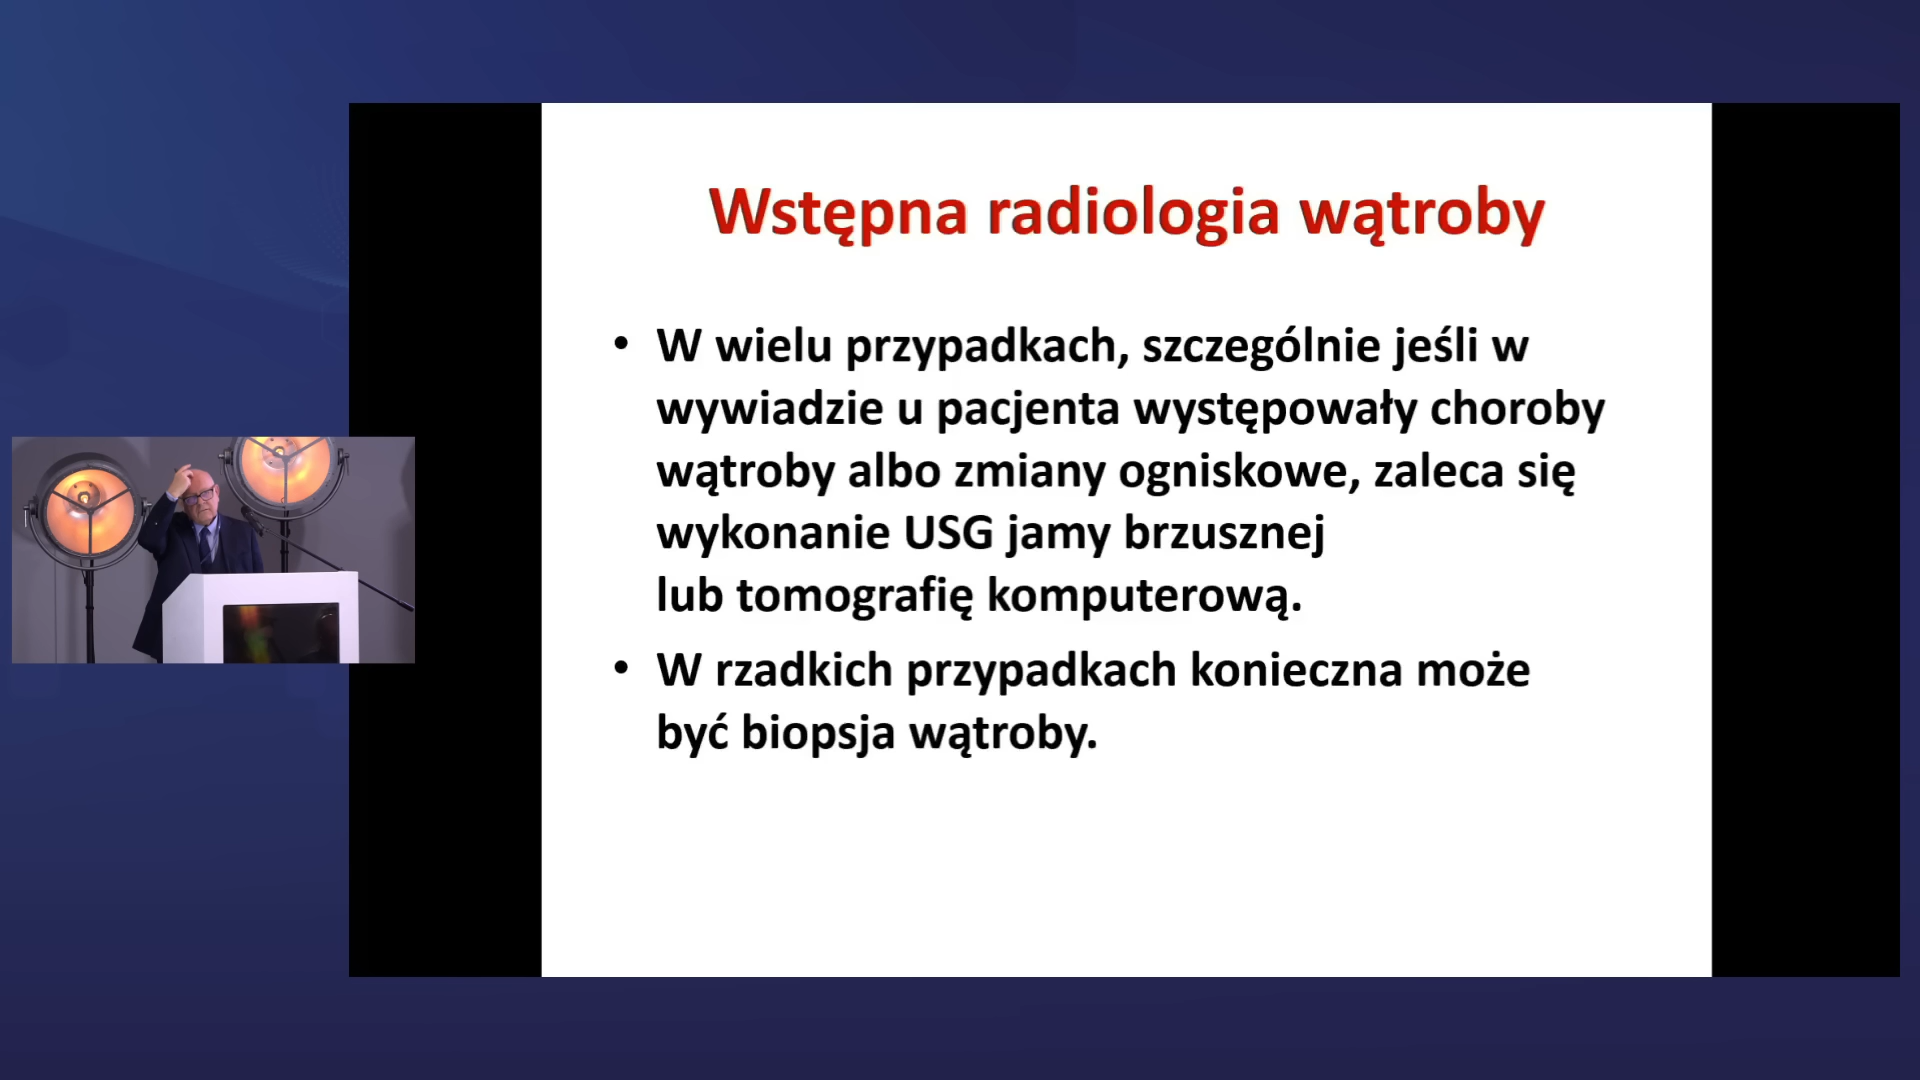 Wstępna radiologia wątroby
• W wielu przypadkach, szczególnie jeśli w
wywiadzie u pacjenta występowały choroby
wątroby albo zmiany ogniskowe, zaleca się
wykonanie USG jamy brzusznej
lub tomografię komputerową.
• W rzadkich przypadkach konieczna może
być biopsja wątroby.